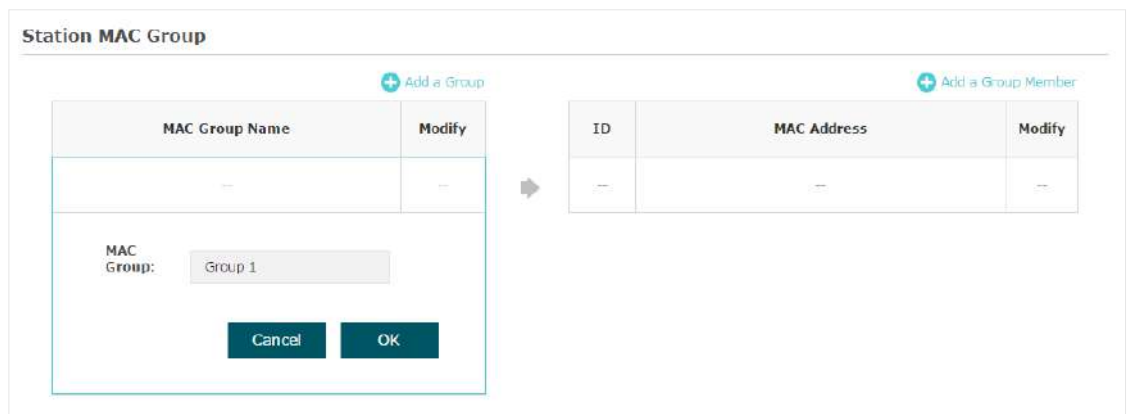 Station MAC Group
Add a Group
Add a Group Member
MAC Group Name Modify
ID MAC Address Modify
-- --
-- -- --
MAC
Group: Group 1
Cancel OK